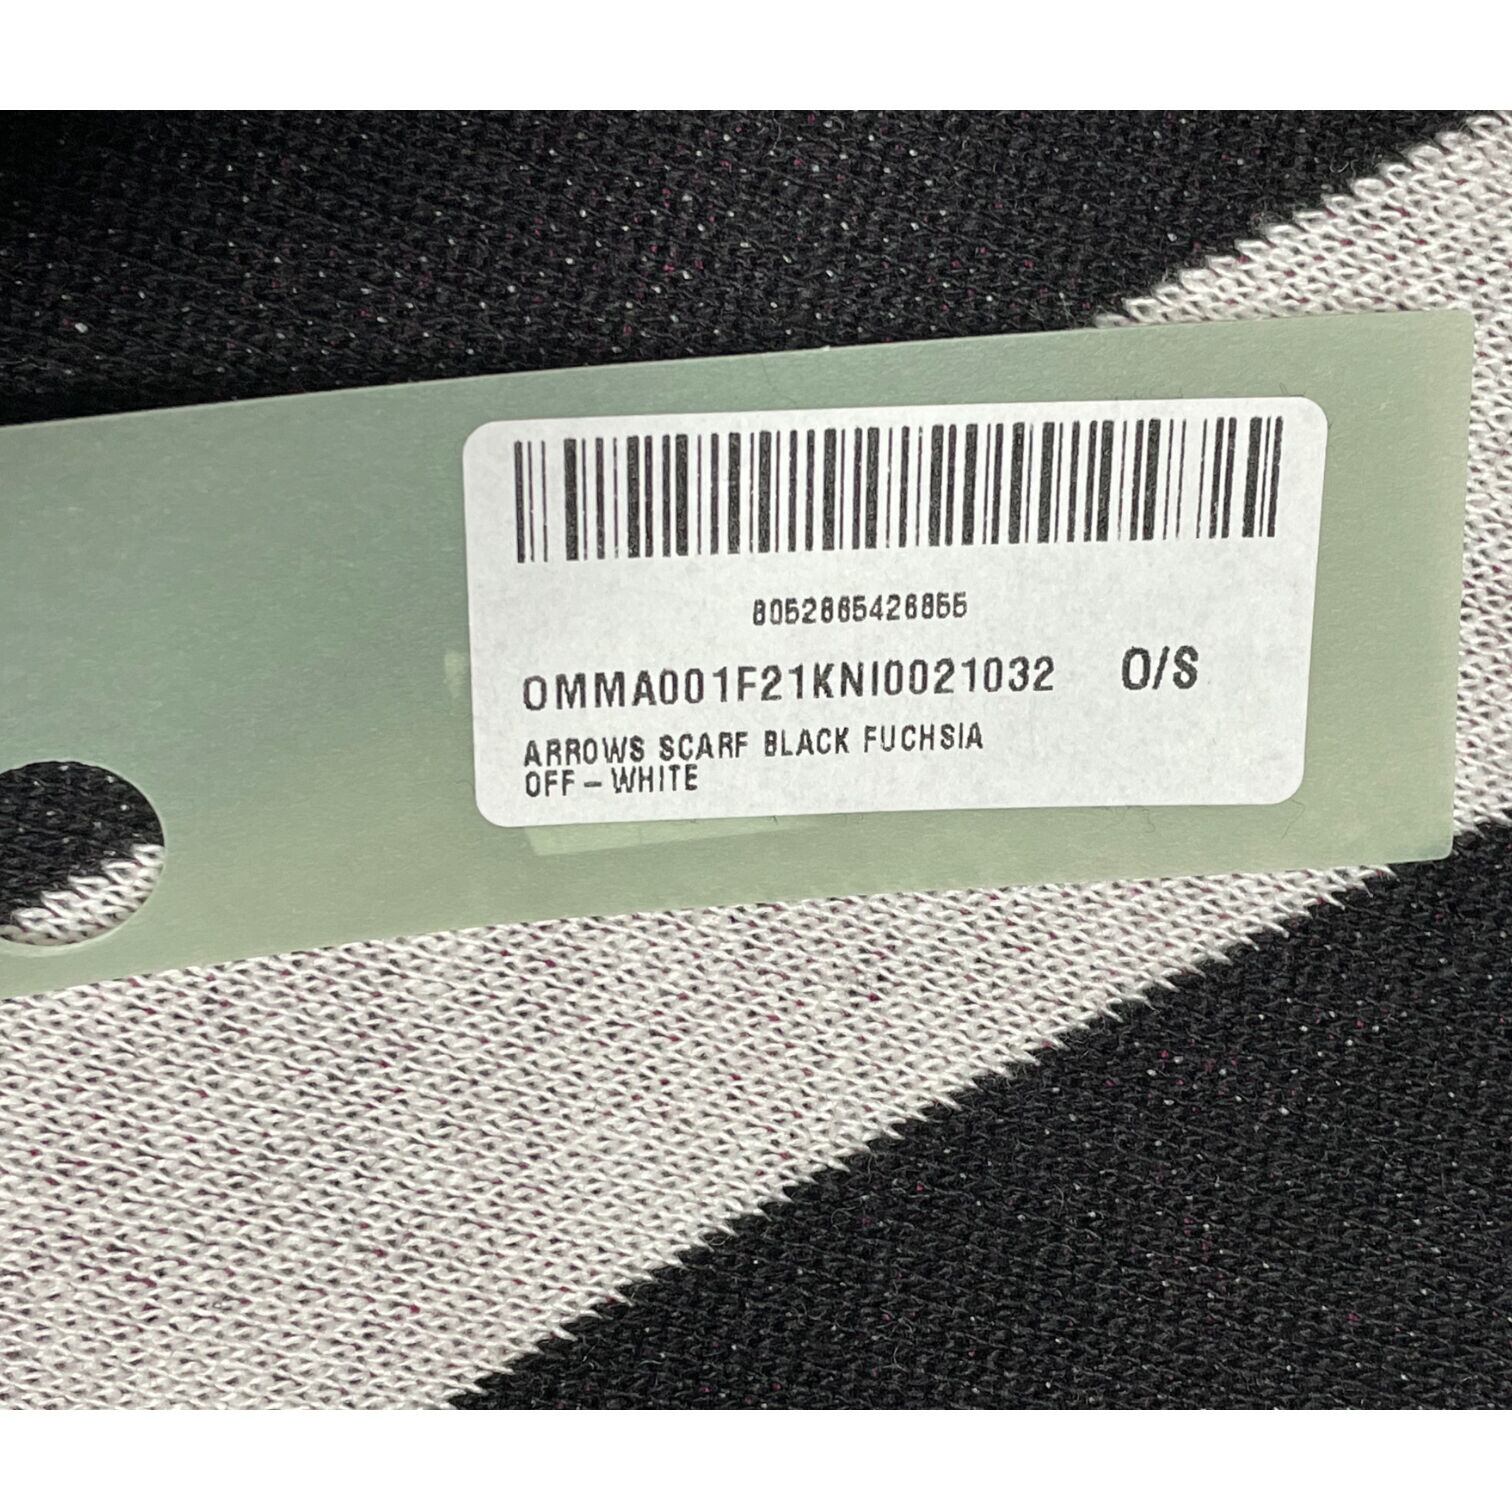 8052865426855
OMMA001F21KNI0021032 O/S
ARROWS SCARF BLACK FUCHSIA
OFF-WHITE